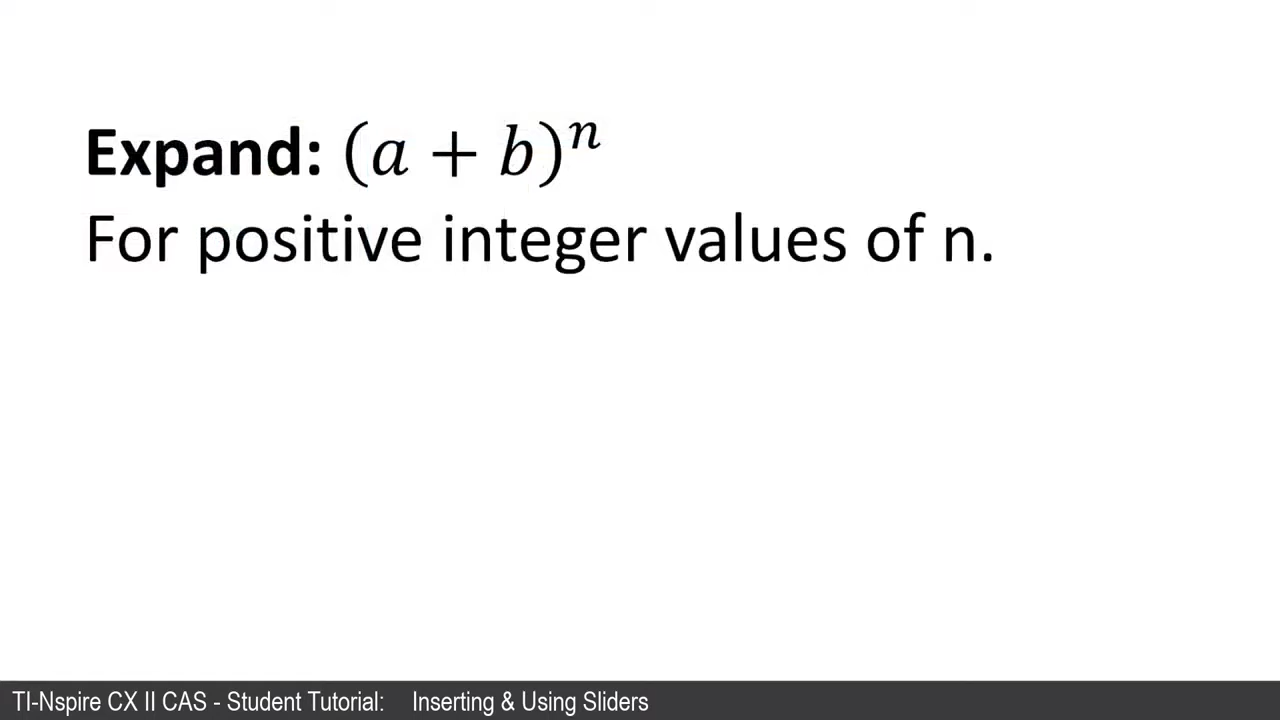 Expand: (a + b)ⁿ
For positive integer values of n.
TI-Nspire CX II CAS - Student Tutorial: Inserting & Using Sliders